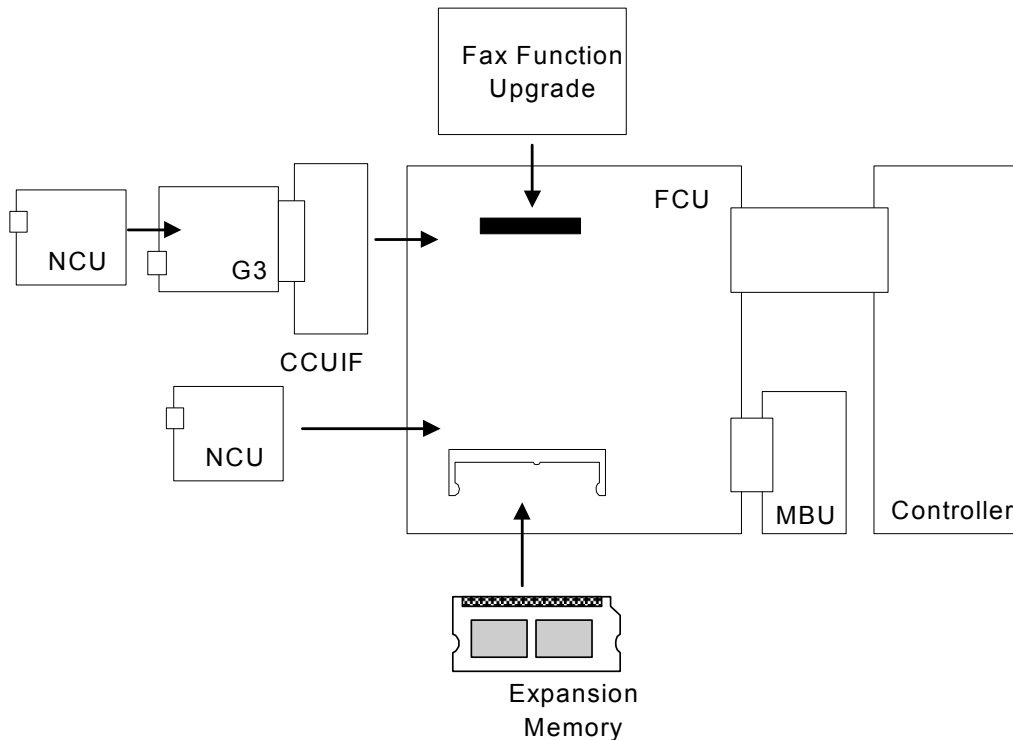 Fax Function
Upgrade
FCU
NCU
G3
CCUIF
NCU
MBU
Controller
Expansion
Memory